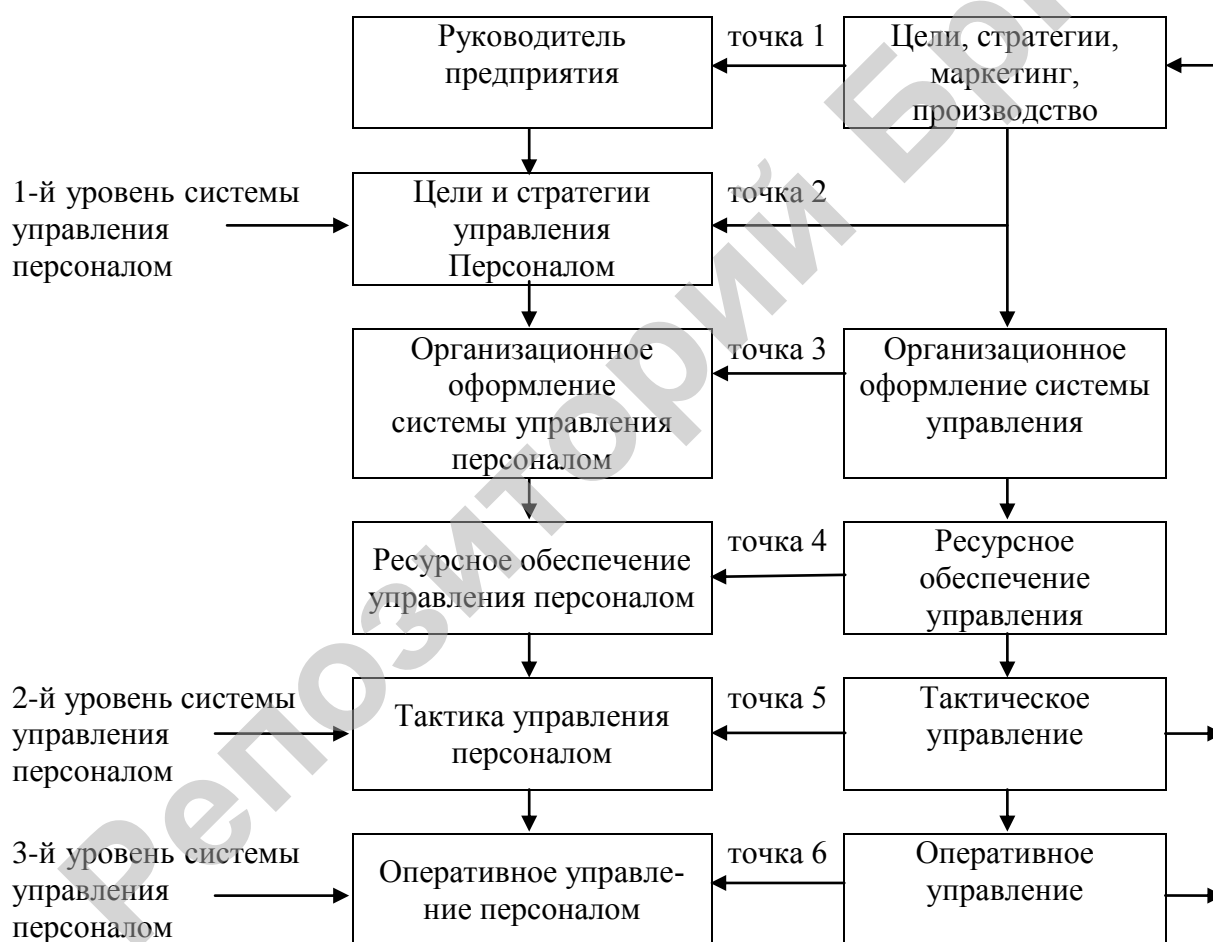 Руководитель
предприятия
точка 1
Цели, стратегии,
маркетинг,
производство
1-й уровень системы
управления
персоналом
Цели и стратегии
управления
Персоналом
точка 2
Организационное
оформление
системы управления
персоналом
точка 3
Организационное
оформление системы
управления
Ресурсное обеспечение
управления персоналом
точка 4
Ресурсное
обеспечение
управления
2-й уровень системы
управления
персоналом
Тактика управления
персоналом
точка 5
Тактическое
управление
3-й уровень системы
управления
персоналом
Оперативное управле-
ние персоналом
точка 6
Оперативное
управление
Репозиторий